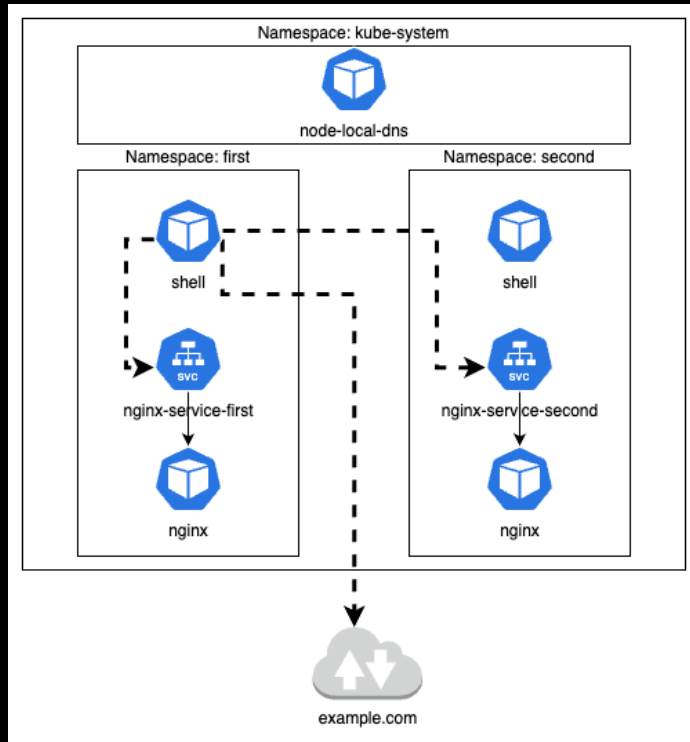 Namespace: kube-system
node-local-dns
Namespace: first
Namespace: second
shell
shell
SVC
SVC
nginx-service-first
nginx-service-second
nginx
nginx
example.com